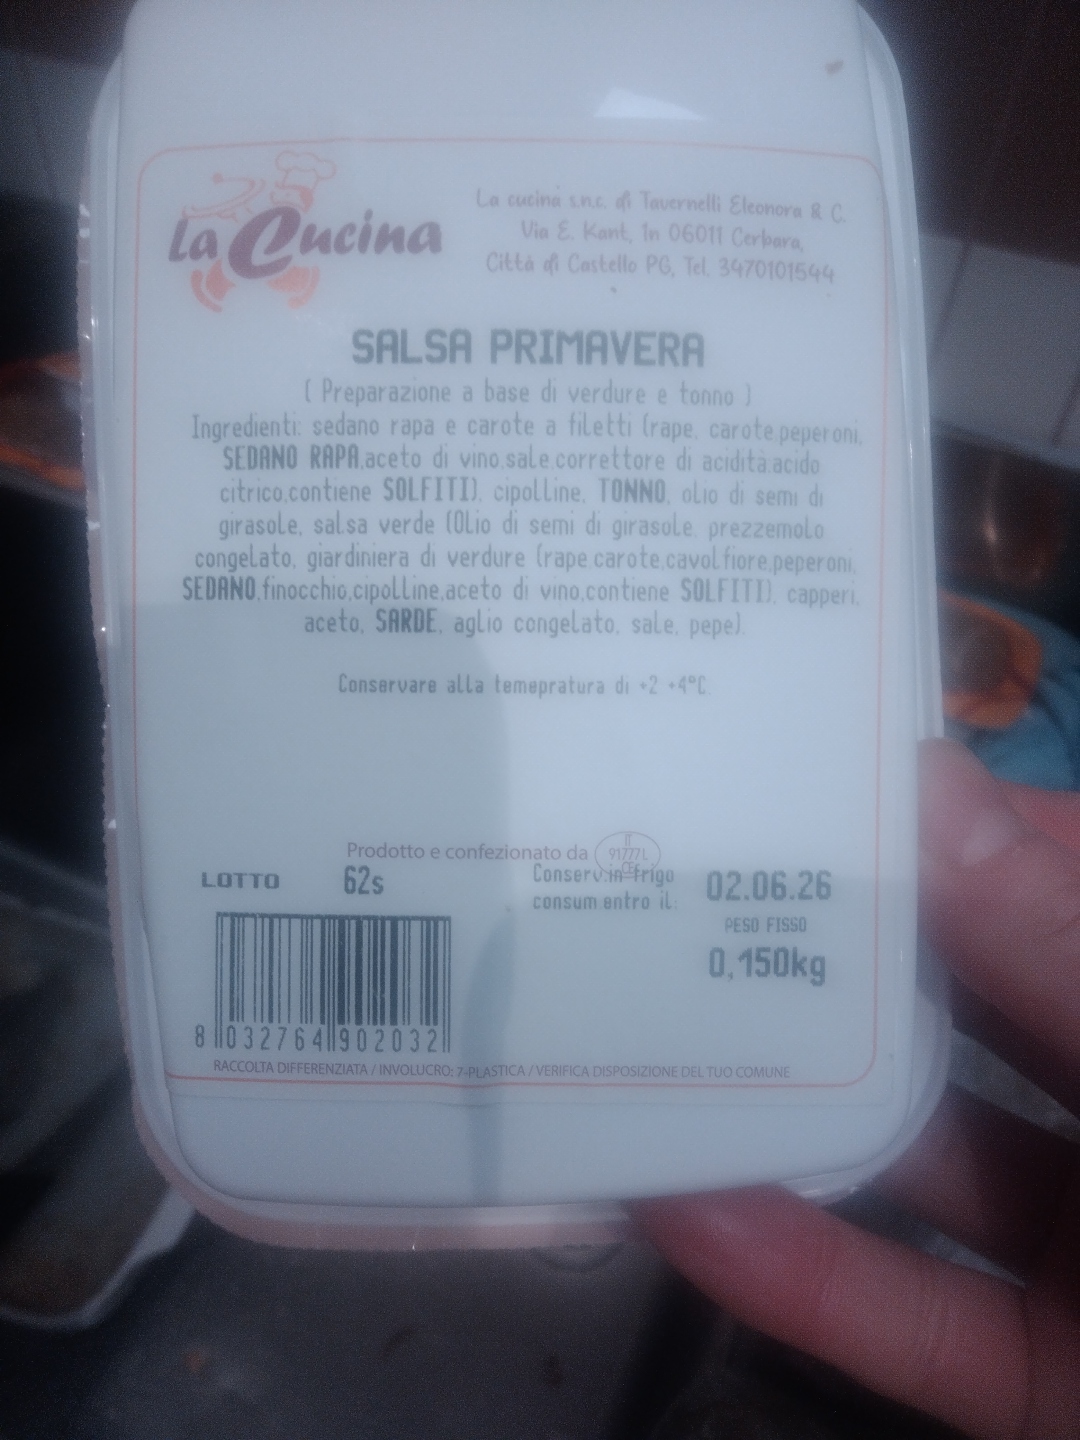 La Cucina
La cucina s.n.c. di Tavernelli Eleonora & C.
Via E. Kant, 1n 06011 Cerbara,
Città di Castello PG, Tel. 3470101544
SALSA PRIMAVERA
( Preparazione a base di verdure e tonno )
Ingredienti: sedano rapa e carote a filetti (rape, carote,peperoni,
SEDANO RAPA,aceto di vino,sale,correttore di acidità:acido
citrico,contiene SOLFITI), cipolline, TONNO, olio di semi di
girasole, salsa verde (Olio di semi di girasole, prezzemolo
congelato, giardiniera di verdure (rape,carote,cavolfiore,peperoni,
SEDANO,finocchio,cipolline,aceto di vino,contiene SOLFITI), capperi,
aceto, SARDE, aglio congelato, sale, pepe).
Conservare alla temepratura di +2 +4°C.
Prodotto e confezionato da
IT
91777L
CE
LOTTO 62s
Conserv.in frigo
consum entro il: 02.06.26
PESO FISSO
0,150kg
8 032764 902032
RACCOLTA DIFFERENZIATA / INVOLUCRO: 7-PLASTICA / VERIFICA DISPOSIZIONE DEL TUO COMUNE